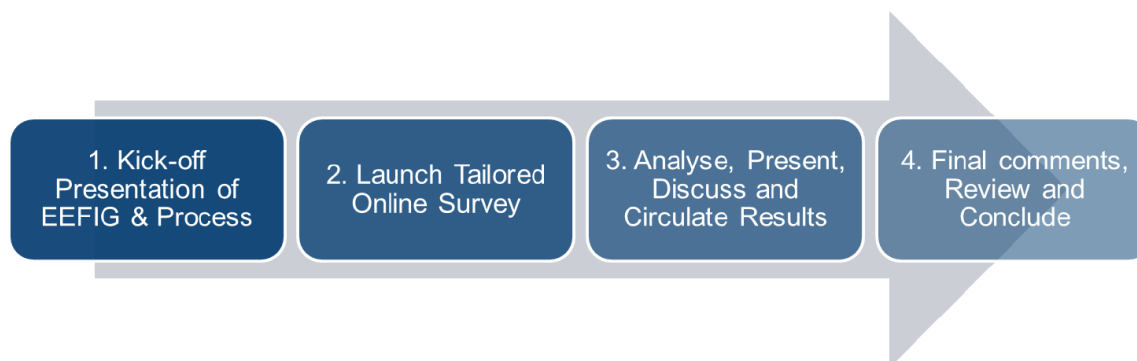 1. Kick-off
Presentation of
EEFIG & Process
2. Launch Tailored
Online Survey
3. Analyse, Present,
Discuss and
Circulate Results
4. Final comments,
Review and
Conclude